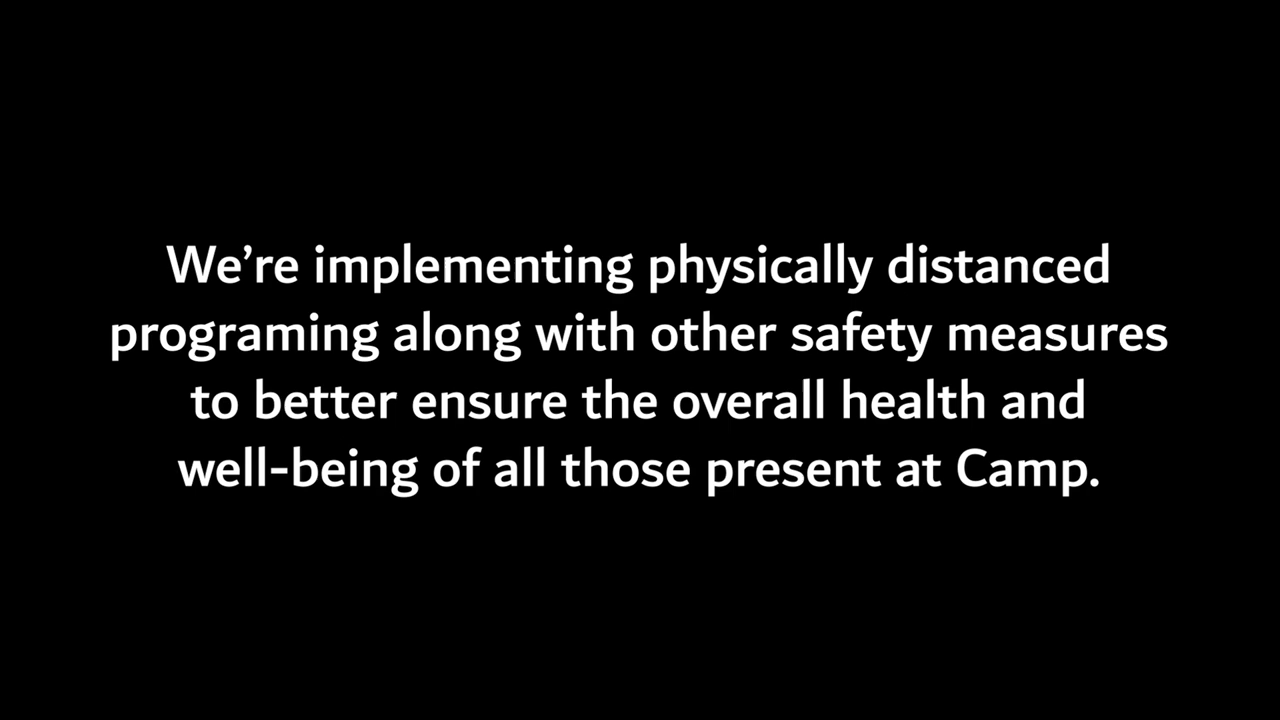 We’re implementing physically distanced
programing along with other safety measures
to better ensure the overall health and
well-being of all those present at Camp.